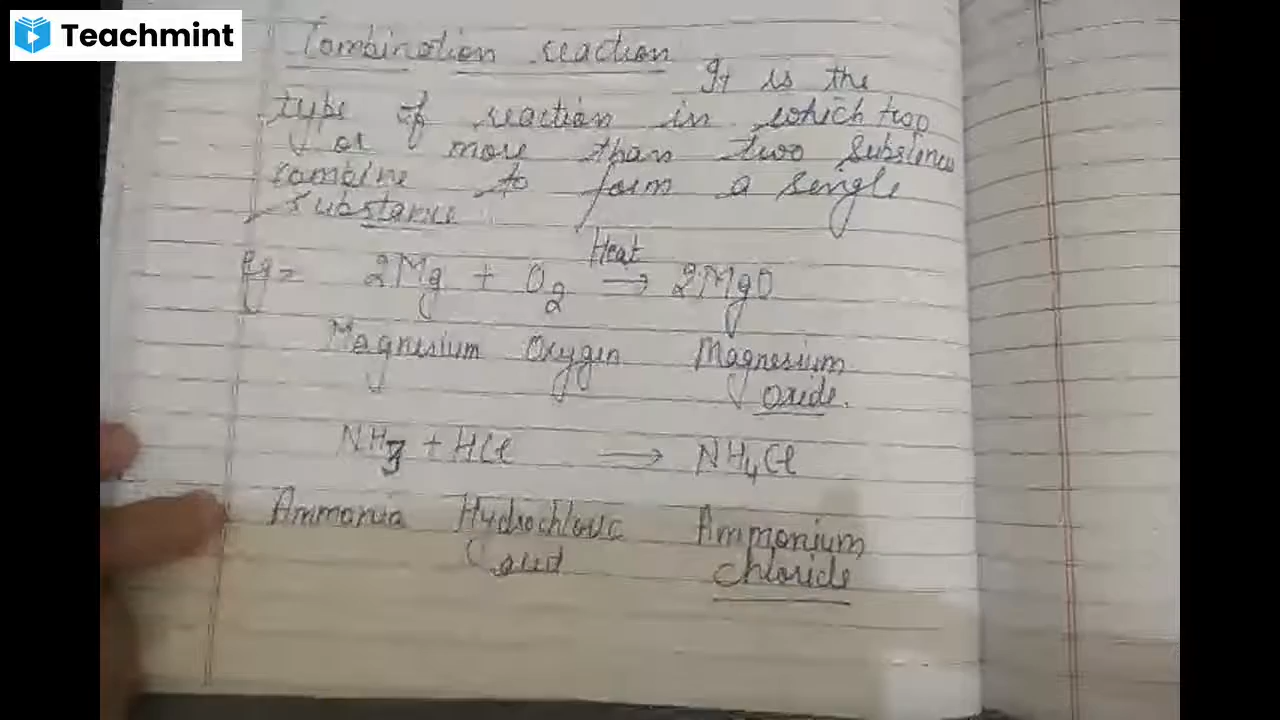 Teachmint
Combination reaction
It is the
type of reaction in which two
or more than two substence
combine to form a single
substance
Eg =  2Mg + O2 Heat → 2MgO
Magnesium Oxygen Magnesium
oxide.
NH3 + HCl → NH4Cl
Ammonia Hydrochloric Ammonium
acid chloride